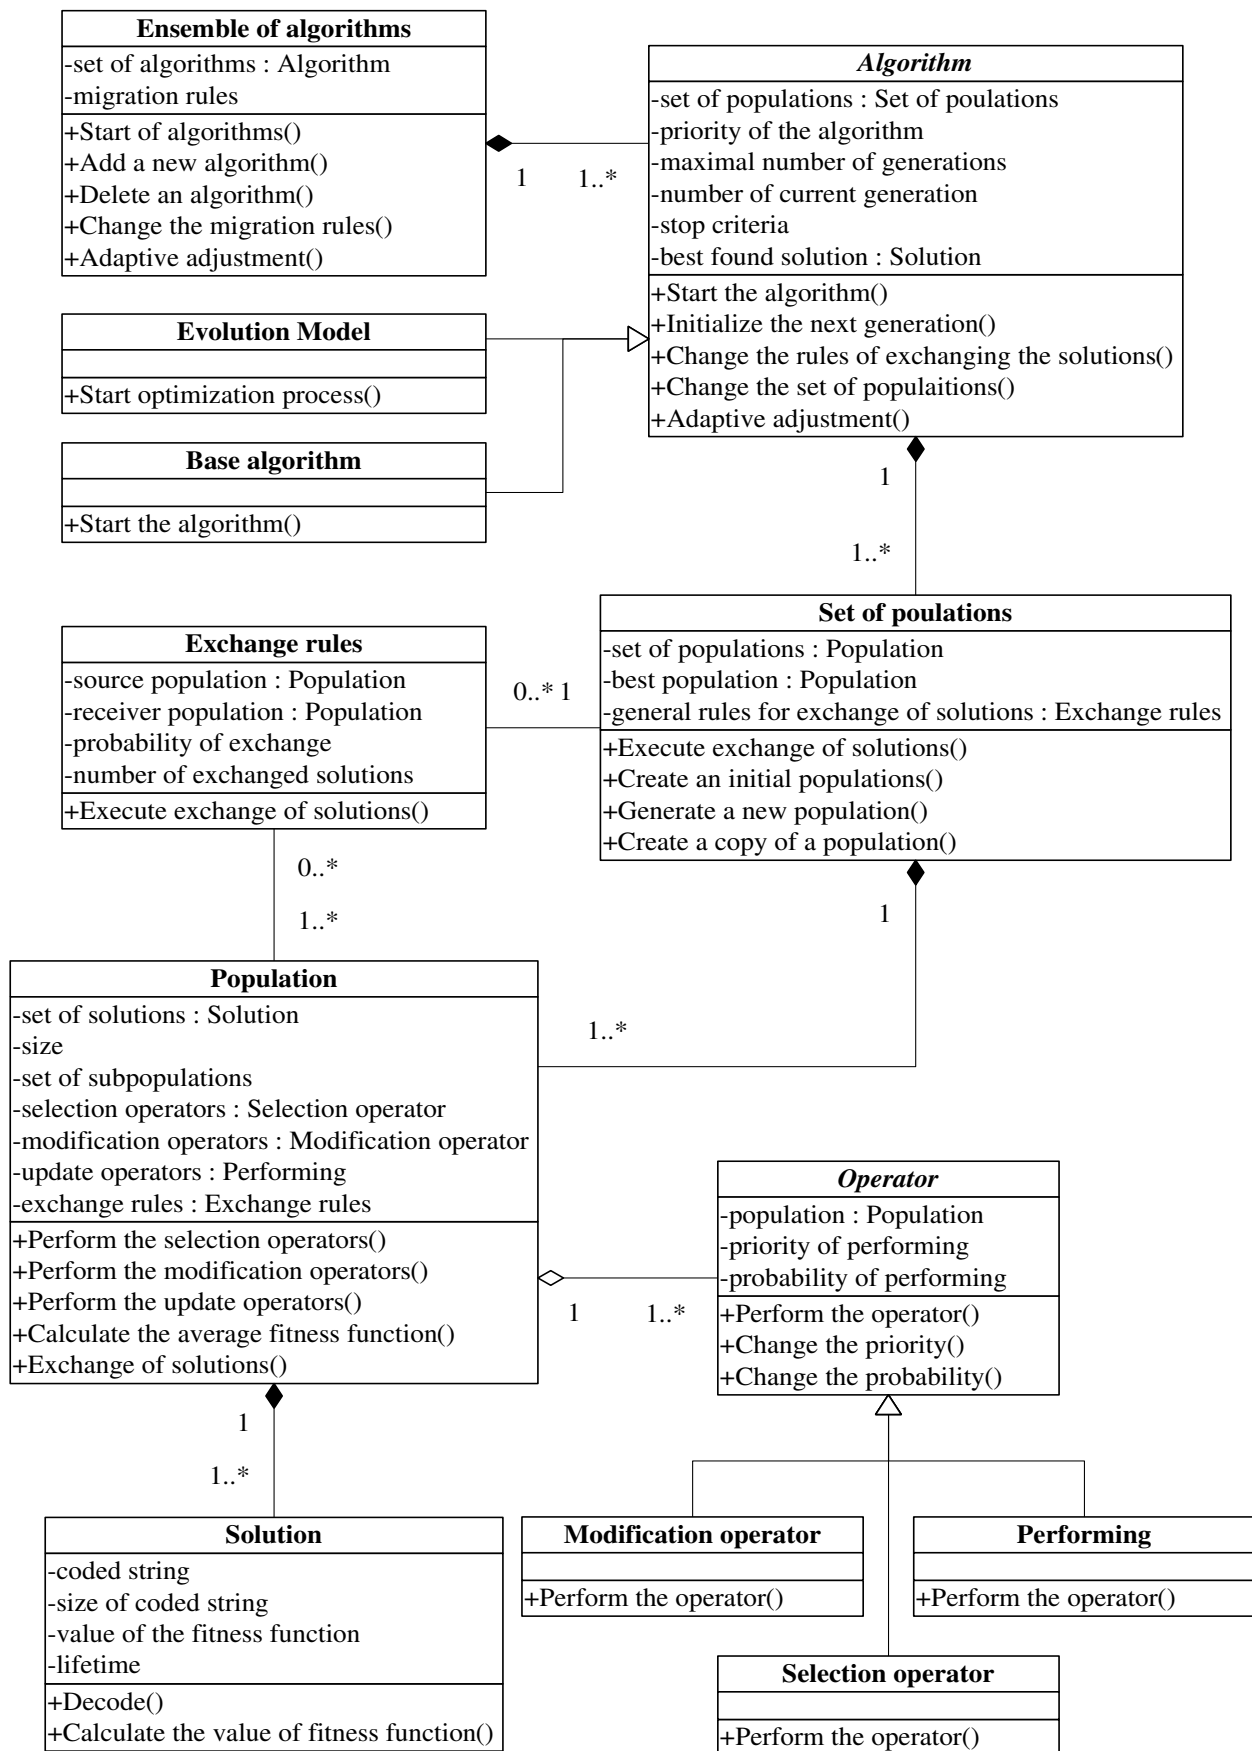 Ensemble of algorithms
-set of algorithms : Algorithm
-migration rules
+Start of algorithms()
+Add a new algorithm()
+Delete an algorithm()
+Change the migration rules()
+Adaptive adjustment()
1
1..*
Algorithm
-set of populations : Set of poulations
-priority of the algorithm
-maximal number of generations
-number of current generation
-stop criteria
-best found solution : Solution
+Start the algorithm()
+Initialize the next generation()
+Change the rules of exchanging the solutions()
+Change the set of populaitions()
+Adaptive adjustment()
Evolution Model
+Start optimization process()
Base algorithm
+Start the algorithm()
1
1..*
Exchange rules
-source population : Population
-receiver population : Population
-probability of exchange
-number of exchanged solutions
+Execute exchange of solutions()
0..* 1
Set of poulations
-set of populations : Population
-best population : Population
-general rules for exchange of solutions : Exchange rules
+Execute exchange of solutions()
+Create an initial populations()
+Generate a new population()
+Create a copy of a population()
0..*
1..*
1
1..*
Population
-set of solutions : Solution
-size
-set of subpopulations
-selection operators : Selection operator
-modification operators : Modification operator
-update operators : Performing
-exchange rules : Exchange rules
+Perform the selection operators()
+Perform the modification operators()
+Perform the update operators()
+Calculate the average fitness function()
+Exchange of solutions()
1
1..*
Operator
-population : Population
-priority of performing
-probability of performing
+Perform the operator()
+Change the priority()
+Change the probability()
1
1..*
Solution
-coded string
-size of coded string
-value of the fitness function
-lifetime
+Decode()
+Calculate the value of fitness function()
Modification operator
+Perform the operator()
Performing
+Perform the operator()
Selection operator
+Perform the operator()